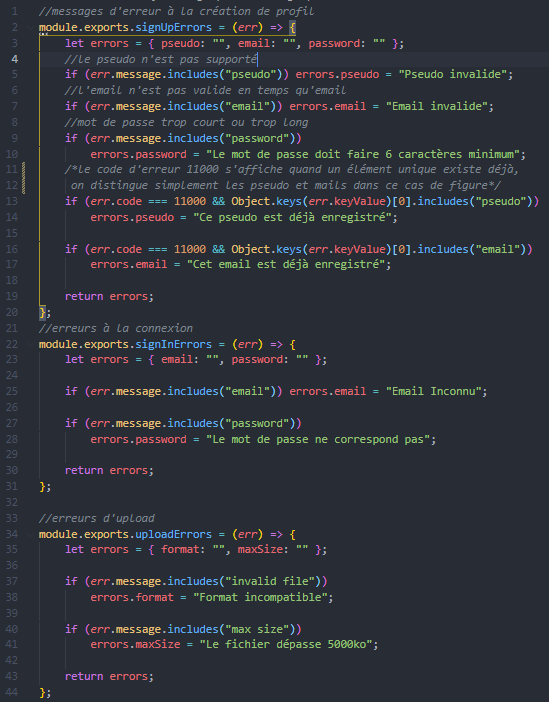 1 //messages d'erreur à la création de profil
2 module.exports.signUpErrors = (err) => {
3 let errors = { pseudo: "", email: "", password: "" };
4 //le pseudo n'est pas supporté
5 if (err.message.includes("pseudo")) errors.pseudo = "Pseudo invalide";
6 //l'email n'est pas valide en temps qu'email
7 if (err.message.includes("email")) errors.email = "Email invalide";
8 //mot de passe trop court ou trop long
9 if (err.message.includes("password"))
10 errors.password = "Le mot de passe doit faire 6 caractères minimum";
11 /*le code d'erreur 11000 s'affiche quand un élément unique existe déjà,
12 on distingue simplement les pseudo et mails dans ce cas de figure*/
13 if (err.code === 11000 && Object.keys(err.keyValue)[0].includes("pseudo"))
14 errors.pseudo = "Ce pseudo est déjà enregistré";
15
16 if (err.code === 11000 && Object.keys(err.keyValue)[0].includes("email"))
17 errors.email = "Cet email est déjà enregistré";
18
19 return errors;
20 };
21 //erreurs à la connexion
22 module.exports.signInErrors = (err) => {
23 let errors = { email: "", password: "" };
24
25 if (err.message.includes("email")) errors.email = "Email Inconnu";
26
27 if (err.message.includes("password"))
28 errors.password = "Le mot de passe ne correspond pas";
29
30 return errors;
31 };
32
33 //erreurs d'upload
34 module.exports.uploadErrors = (err) => {
35 let errors = { format: "", maxSize: "" };
36
37 if (err.message.includes("invalid file"))
38 errors.format = "Format incompatible";
39
40 if (err.message.includes("max size"))
41 errors.maxSize = "Le fichier dépasse 5000ko";
42
43 return errors;
44 };